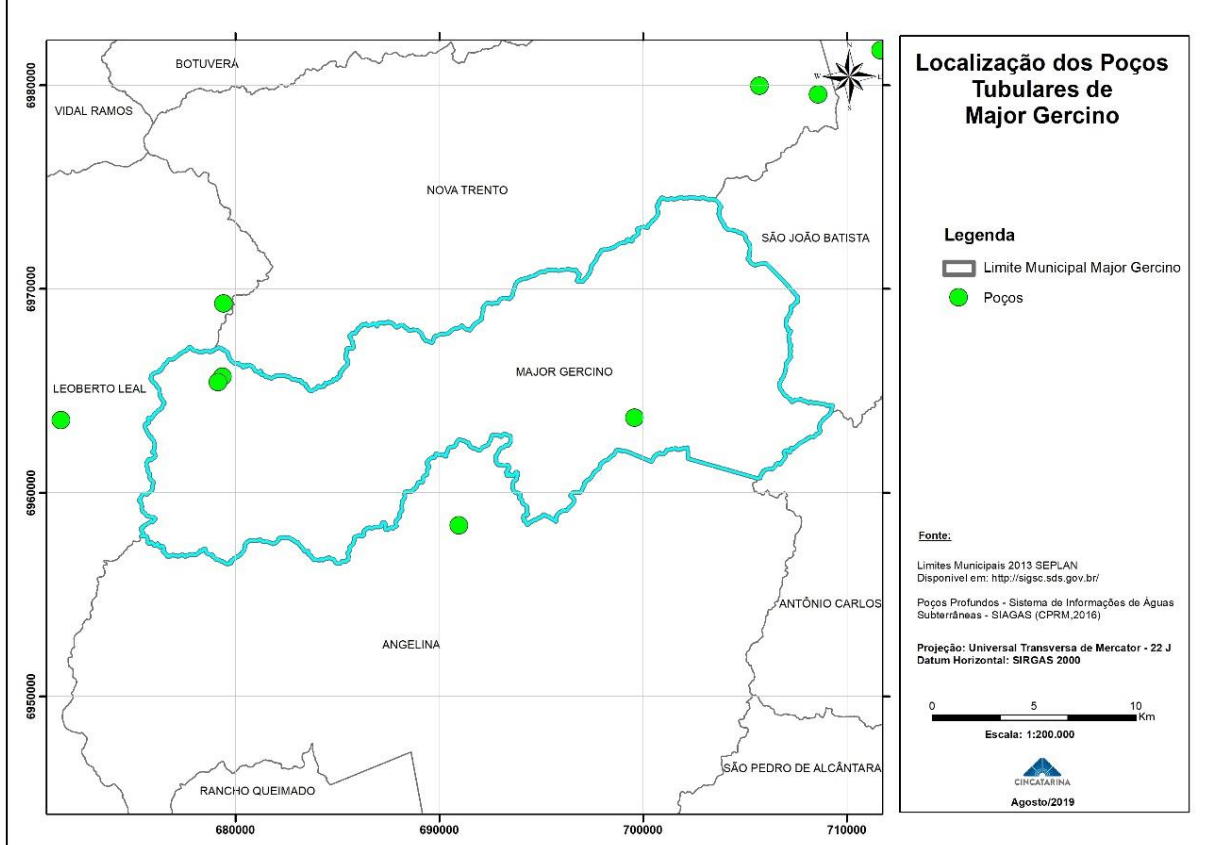 BOTUVERÁ
VIDAL RAMOS
NOVA TRENTO
SÃO JOÃO BATISTA
MAJOR GERCINO
LEOBERTO LEAL
ANTÔNIO CARLOS
ANGELINA
SÃO PEDRO DE ALCÂNTARA
RANCHO QUEIMADO
6980000
6970000
6960000
6950000
680000
690000
700000
710000
N
W
E
S
Localização dos Poços
Tubulares de
Major Gercino
Legenda
Limite Municipal Major Gercino
Poços
Fonte:
Limites Municipais 2013 SEPLAN
Disponivel em: http://sigsc.sds.gov.br/
Poços Profundos - Sistema de Informações de Águas
Subterrâneas - SIAGAS (CPRM,2016)
Projeção: Universal Transversa de Mercator - 22 J
Datum Horizontal: SIRGAS 2000
0 5 10
Km
Escala: 1:200.000
CINCATARINA
Agosto/2019